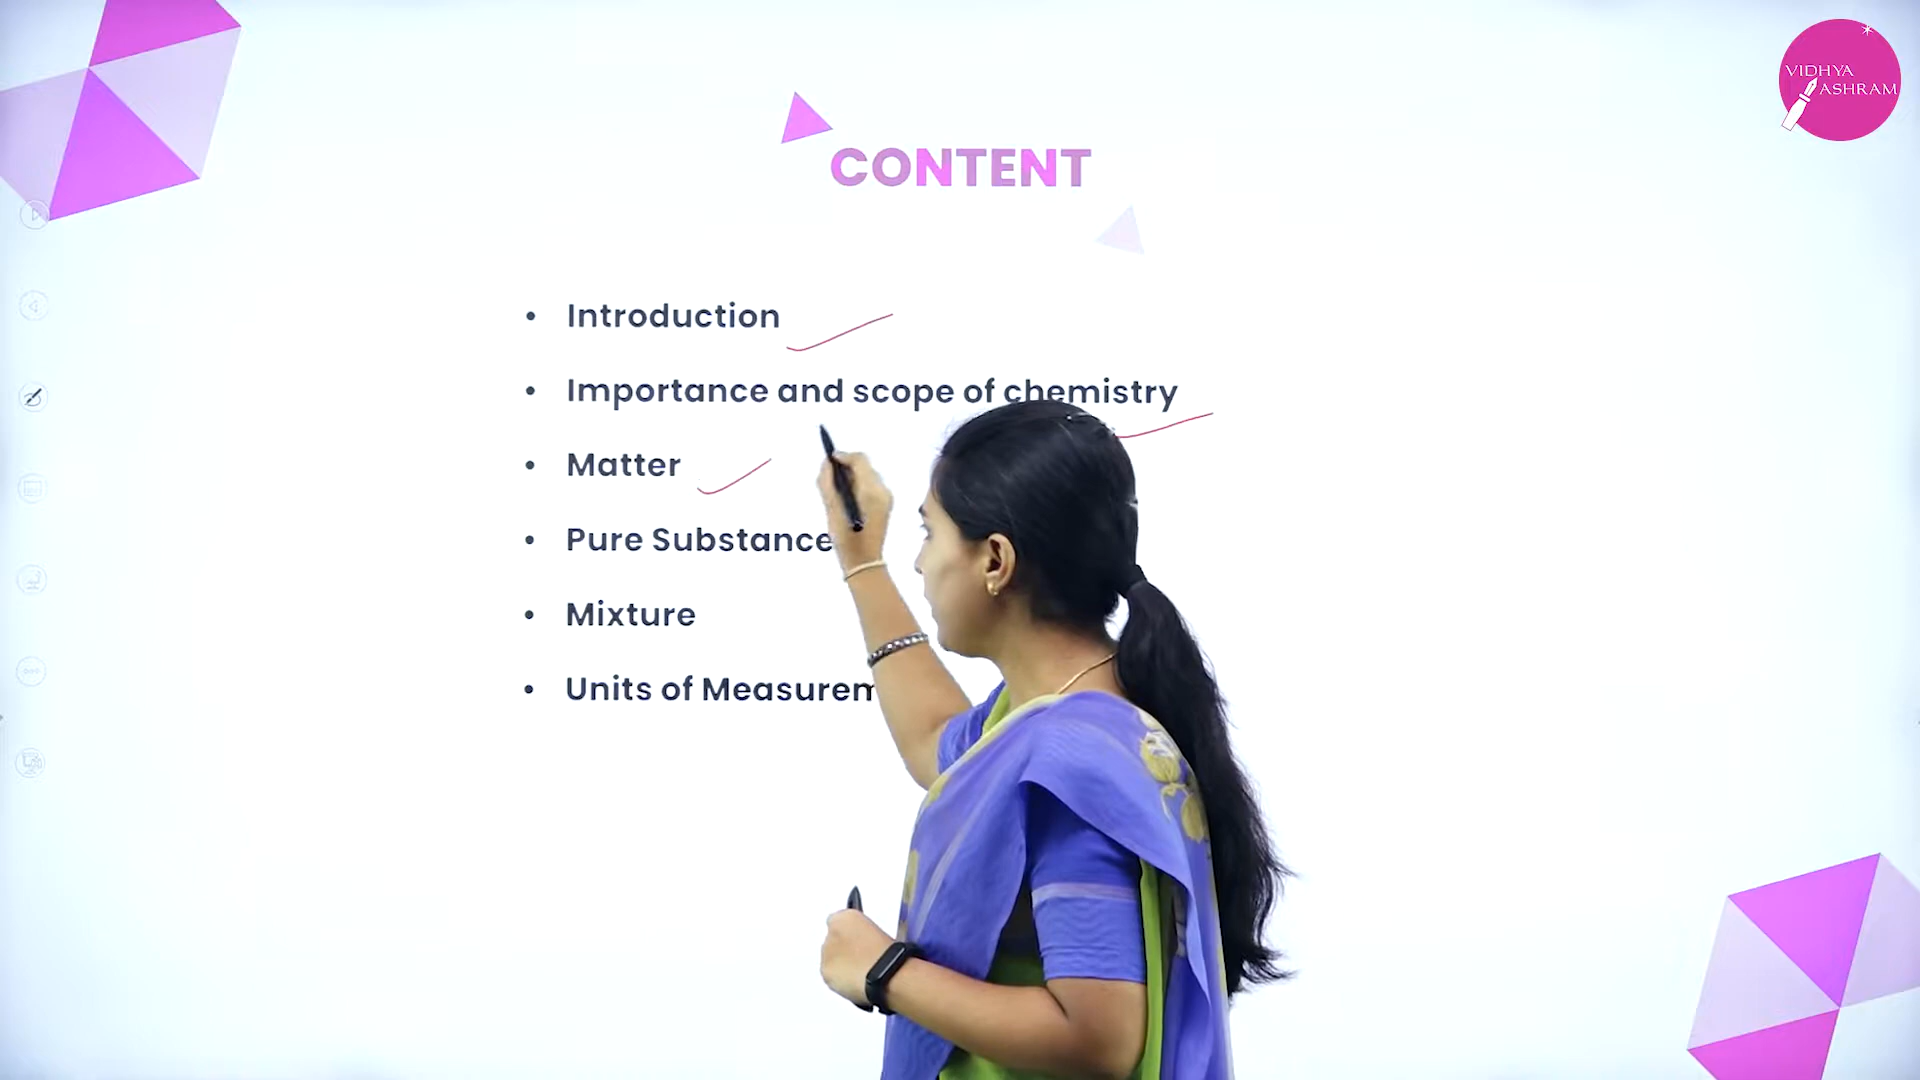 VIDHYA
ASHRAM
CONTENT
• Introduction
• Importance and scope of chemistry
• Matter
• Pure Substance
• Mixture
• Units of